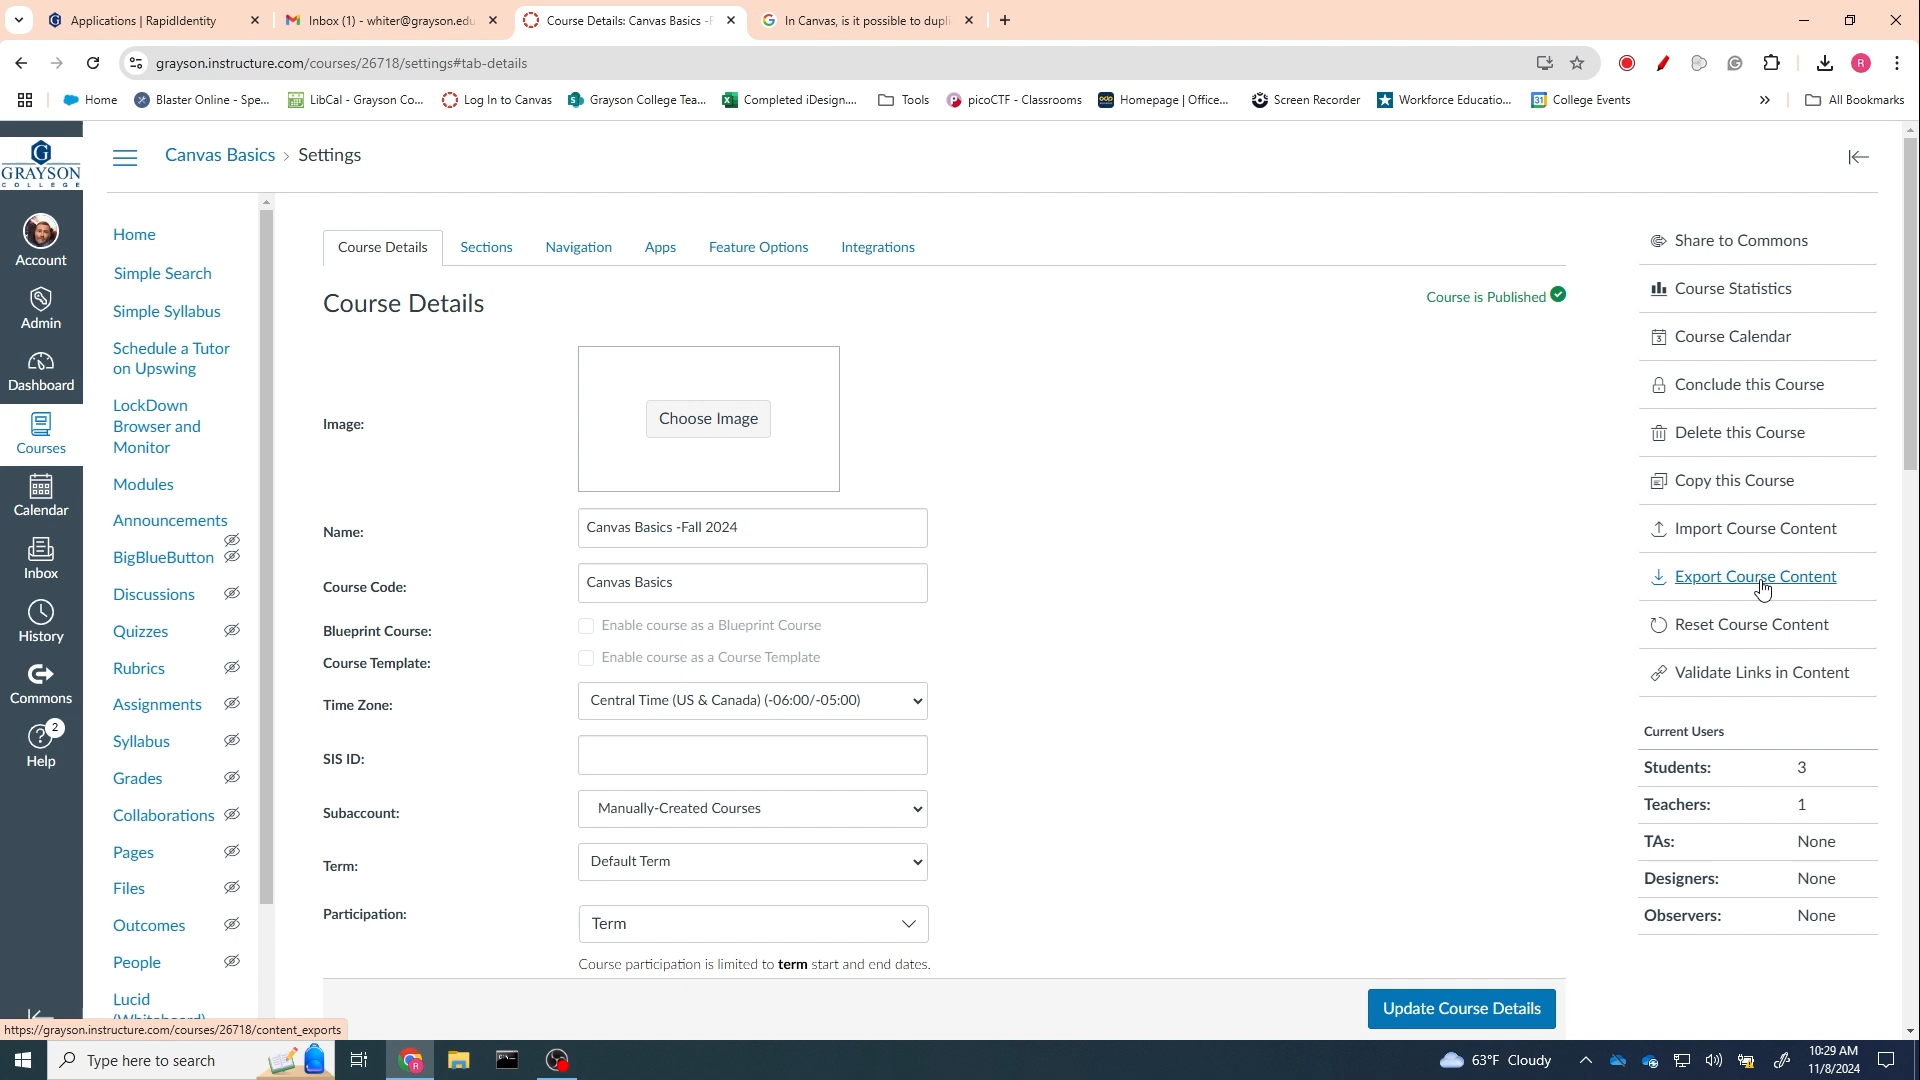 Applications | RapidIdentity
Inbox (1) - whiter@grayson.edu
Course Details: Canvas Basics -F
In Canvas, is it possible to dupli
grayson.instructure.com/courses/26718/settings#tab-details
R
Home
Blaster Online - Spe...
LibCal - Grayson Co...
Log In to Canvas
Grayson College Tea...
Completed iDesign....
Tools
picoCTF - Classrooms
Homepage | Office...
Screen Recorder
Workforce Educatio...
College Events
All Bookmarks
GRAYSON
COLLEGE
Canvas Basics › Settings
Account
Admin
Dashboard
Courses
Calendar
Inbox
History
Commons
2
Help
Home
Simple Search
Simple Syllabus
Schedule a Tutor
on Upswing
LockDown
Browser and
Monitor
Modules
Announcements
BigBlueButton
Discussions
Quizzes
Rubrics
Assignments
Syllabus
Grades
Collaborations
Pages
Files
Outcomes
People
Lucid
(Whiteboard)
Course Details
Sections
Navigation
Apps
Feature Options
Integrations
Course Details
Course is Published
Image:
Choose Image
Name:
Canvas Basics -Fall 2024
Course Code:
Canvas Basics
Blueprint Course:
Enable course as a Blueprint Course
Course Template:
Enable course as a Course Template
Time Zone:
Central Time (US & Canada) (-06:00/-05:00)
SIS ID:
Subaccount:
Manually-Created Courses
Term:
Default Term
Participation:
Term
Course participation is limited to term start and end dates.
Update Course Details
Share to Commons
Course Statistics
Course Calendar
Conclude this Course
Delete this Course
Copy this Course
Import Course Content
Export Course Content
Reset Course Content
Validate Links in Content
Current Users
Students: 3
Teachers: 1
TAs: None
Designers: None
Observers: None
https://grayson.instructure.com/courses/26718/content_exports
Type here to search
63°F Cloudy
10:29 AM
11/8/2024